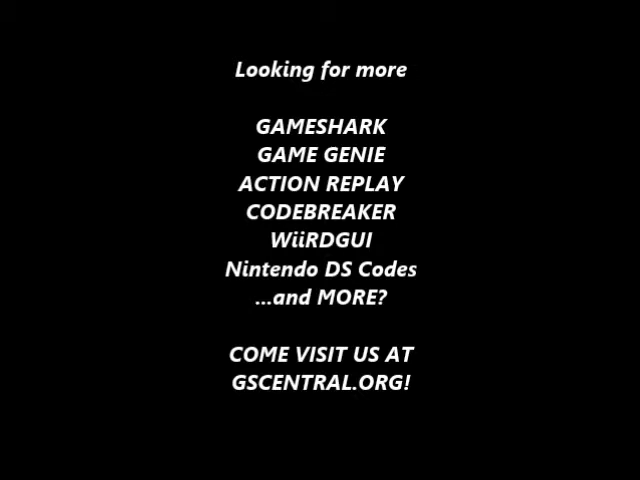 Looking for more
GAMESHARK
GAME GENIE
ACTION REPLAY
CODEBREAKER
WiiRDGUI
Nintendo DS Codes
...and MORE?
COME VISIT US AT
GSCENTRAL.ORG!